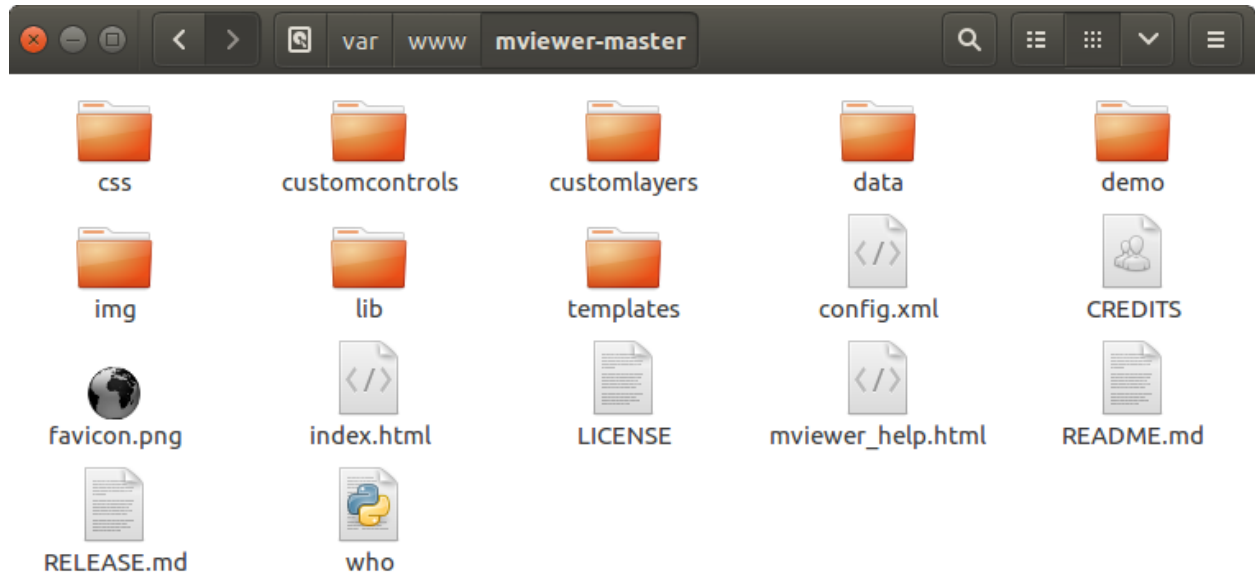 var www mviewer-master
css customcontrols customlayers data demo
img lib templates config.xml CREDITS
favicon.png index.html LICENSE mviewer_help.html README.md
RELEASE.md who